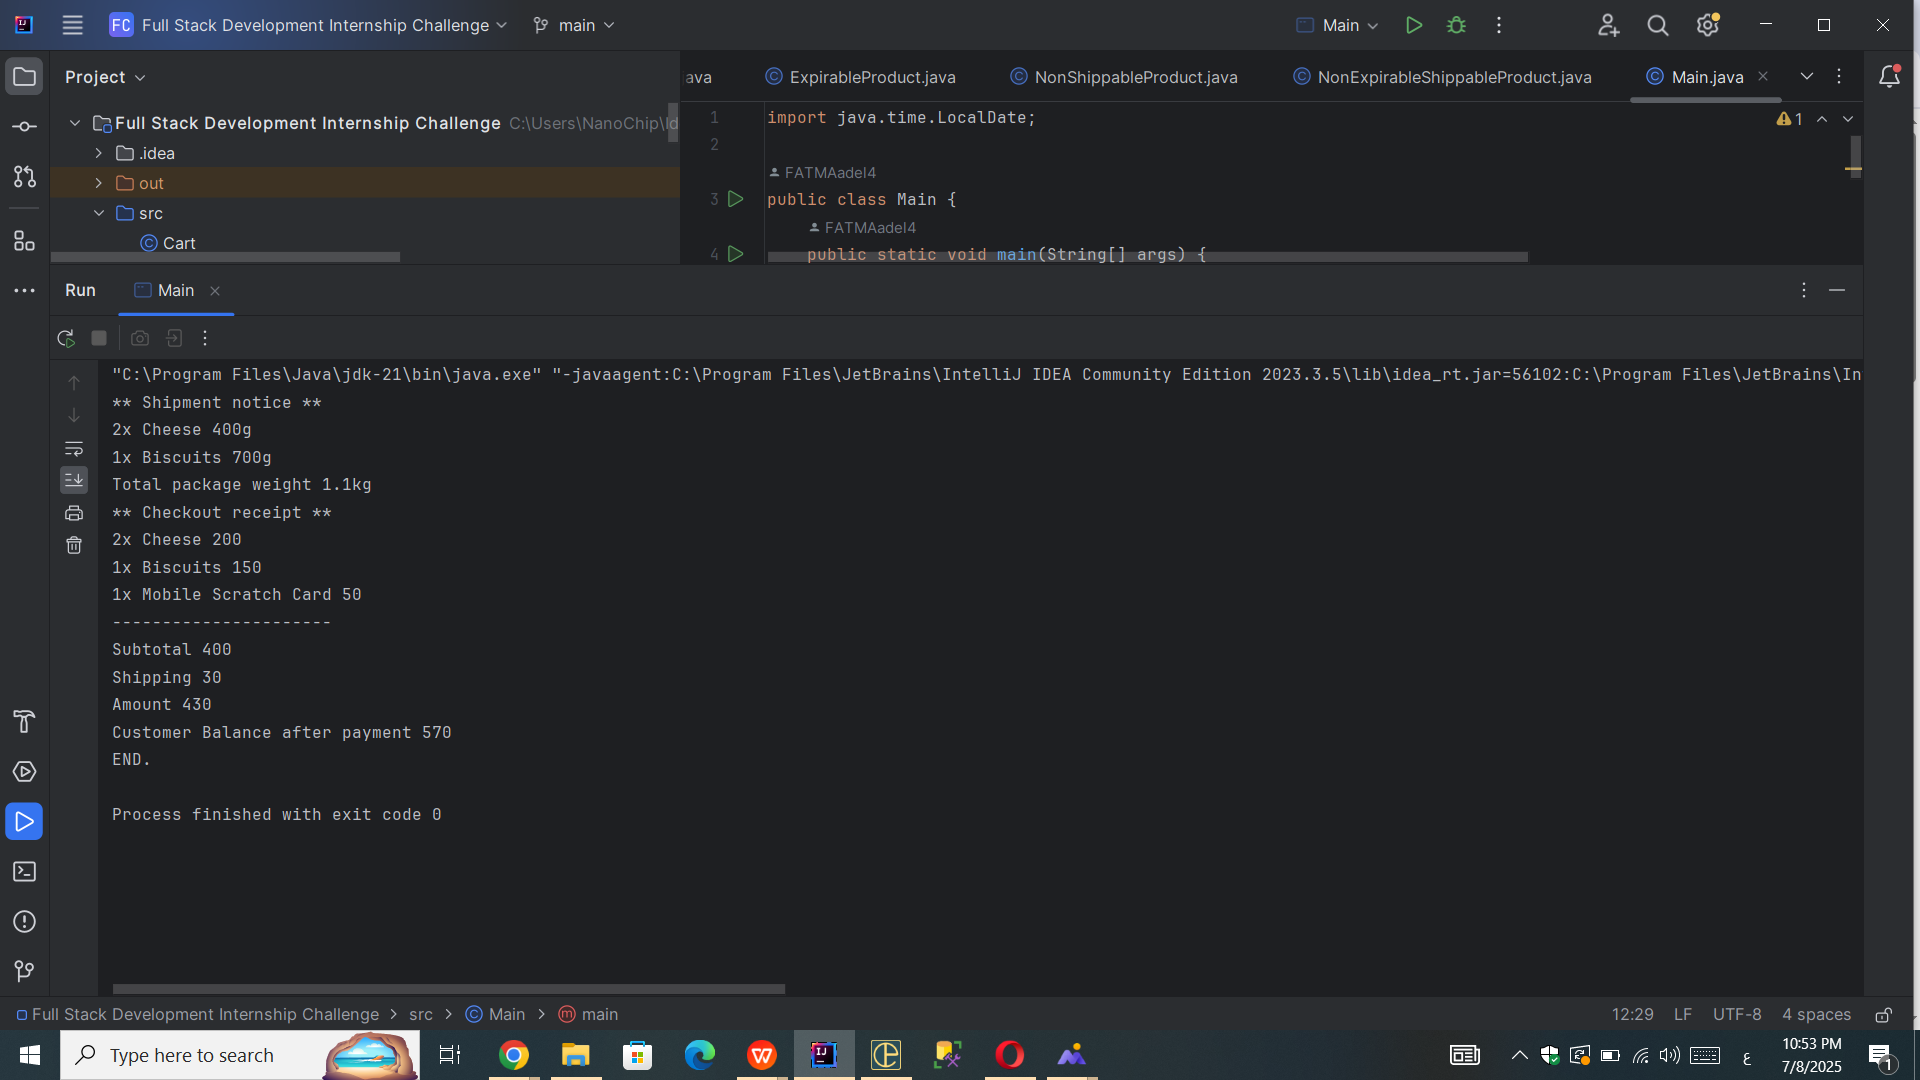 FC Full Stack Development Internship Challenge main Main
Project
ava ExpirableProduct.java NonShippableProduct.java NonExpirableShippableProduct.java Main.java
Full Stack Development Internship Challenge C:\Users\NanoChip\Id
.idea
out
src
Cart
1 import java.time.LocalDate;
1
2
FATMAadel4
3 public class Main {
FATMAadel4
4 public static void main(String[] args) {
Run Main
"C:\Program Files\Java\jdk-21\bin\java.exe" "-javaagent:C:\Program Files\JetBrains\IntelliJ IDEA Community Edition 2023.3.5\lib\idea_rt.jar=56102:C:\Program Files\JetBrains\In
** Shipment notice **
2x Cheese 400g
1x Biscuits 700g
Total package weight 1.1kg
** Checkout receipt **
2x Cheese 200
1x Biscuits 150
1x Mobile Scratch Card 50
----------------------
Subtotal 400
Shipping 30
Amount 430
Customer Balance after payment 570
END.
Process finished with exit code 0
Full Stack Development Internship Challenge > src > Main > main
12:29 LF UTF-8 4 spaces
Type here to search
ع
10:53 PM
7/8/2025
1